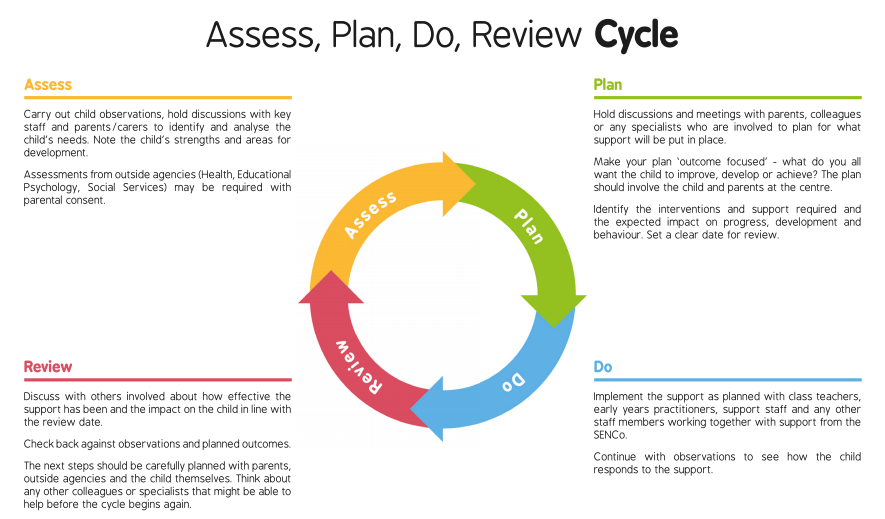 Assess, Plan, Do, Review Cycle
Assess
Carry out child observations, hold discussions with key
staff and parents/carers to identify and analyse the
child's needs. Note the child's strengths and areas for
development.
Assessments from outside agencies (Health, Educational
Psychology, Social Services) may be required with
parental consent.
Plan
Hold discussions and meetings with parents, colleagues
or any specialists who are involved to plan for what
support will be put in place.
Make your plan 'outcome focused' - what do you all
want the child to improve, develop or achieve? The plan
should involve the child and parents at the centre.
Identify the interventions and support required and
the expected impact on progress, development and
behaviour. Set a clear date for review.
Assess
Plan
Do
Review
Review
Discuss with others involved about how effective the
support has been and the impact on the child in line with
the review date.
Check back against observations and planned outcomes.
The next steps should be carefully planned with parents,
outside agencies and the child themselves. Think about
any other colleagues or specialists that might be able to
help before the cycle begins again.
Do
Implement the support as planned with class teachers,
early years practitioners, support staff and any other
staff members working together with support from the
SENCo.
Continue with observations to see how the child
responds to the support.